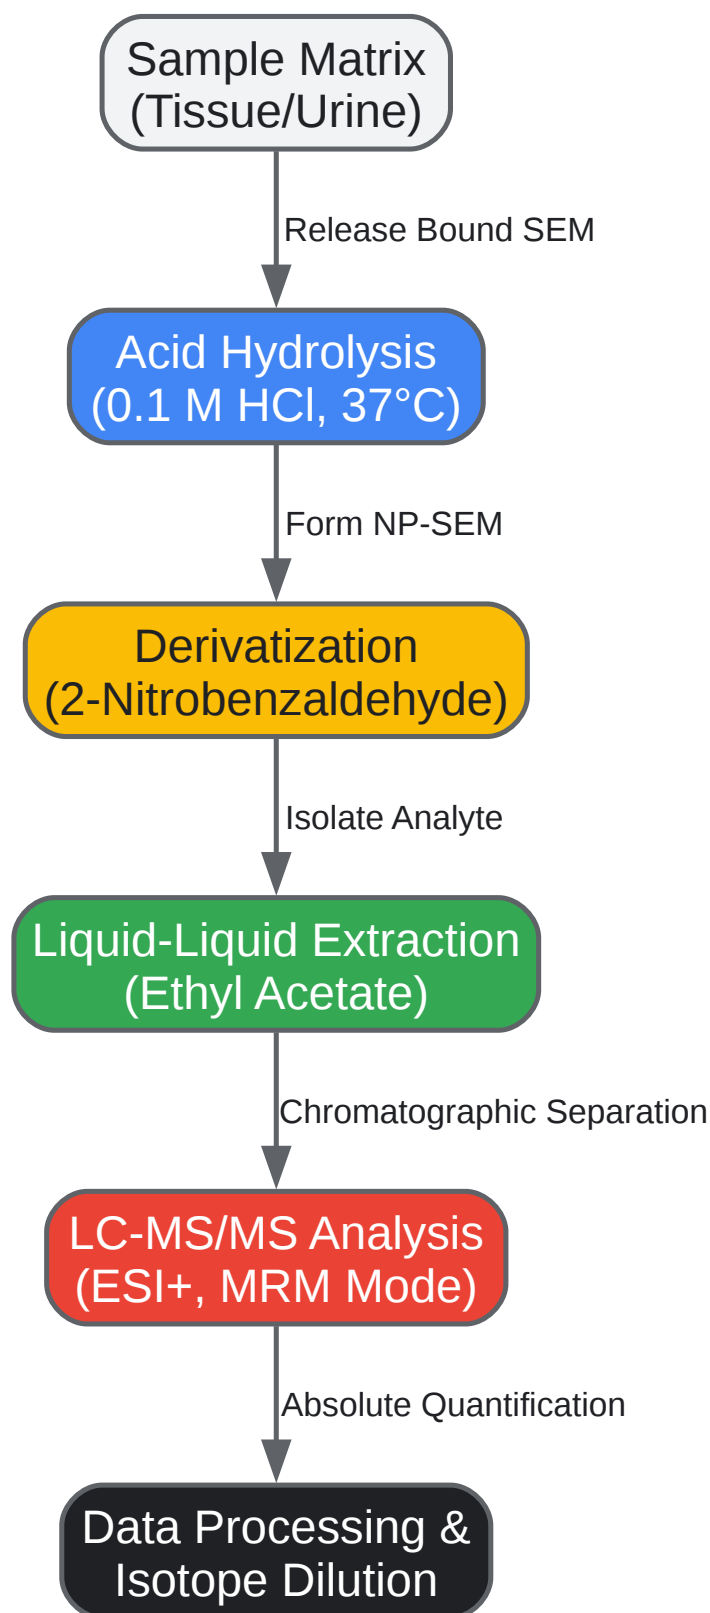 Sample Matrix
(Tissue/Urine)
Release Bound SEM
Acid Hydrolysis
(0.1 M HCl, 37°C)
Form NP-SEM
Derivatization
(2-Nitrobenzaldehyde)
Isolate Analyte
Liquid-Liquid Extraction
(Ethyl Acetate)
Chromatographic Separation
LC-MS/MS Analysis
(ESI+, MRM Mode)
Absolute Quantification
Data Processing &
Isotope Dilution